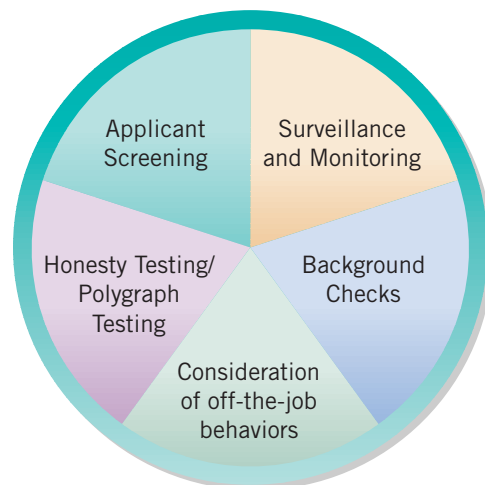 Applicant
Screening
Surveillance
and Monitoring
Honesty Testing/
Polygraph
Testing
Background
Checks
Consideration
of off-the-job
behaviors